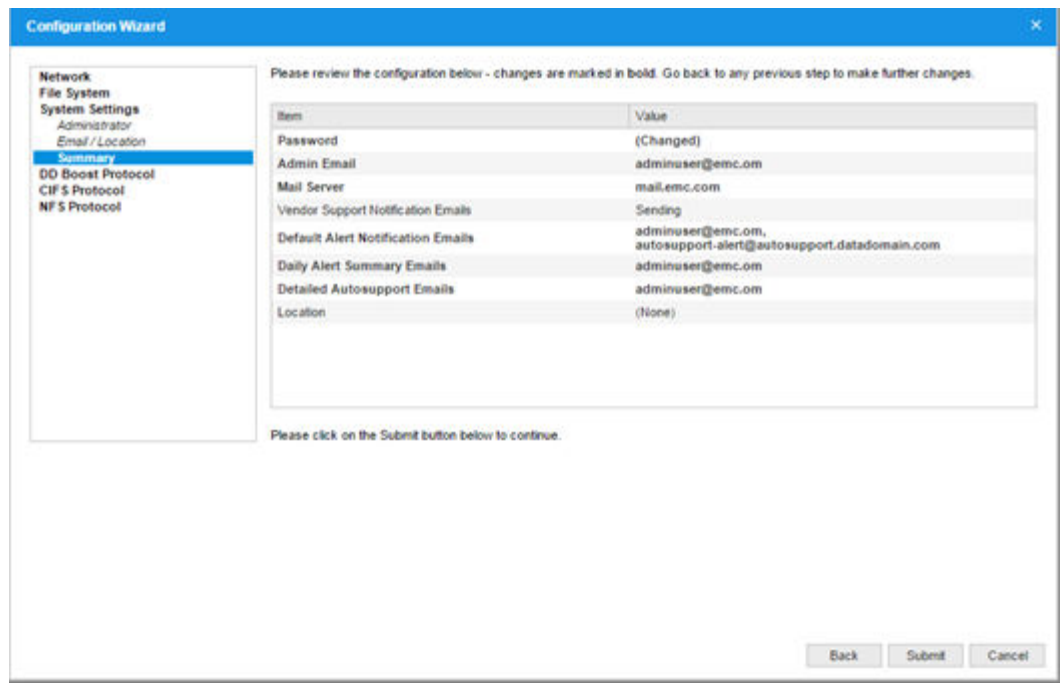 Configuration Wizard
×
Network
File System
System Settings
Administrator
Email / Location
Summary
DD Boost Protocol
CIFS Protocol
NFS Protocol
Please review the configuration below - changes are marked in bold. Go back to any previous step to make further changes.
Item Value
Password (Changed)
Admin Email adminuser@emc.om
Mail Server mail.emc.com
Vendor Support Notification Emails Sending
Default Alert Notification Emails adminuser@emc.om,
autosupport-alert@autosupport.datadomain.com
Daily Alert Summary Emails adminuser@emc.om
Detailed Autosupport Emails adminuser@emc.om
Location (None)
Please click on the Submit button below to continue.
Back Submit Cancel